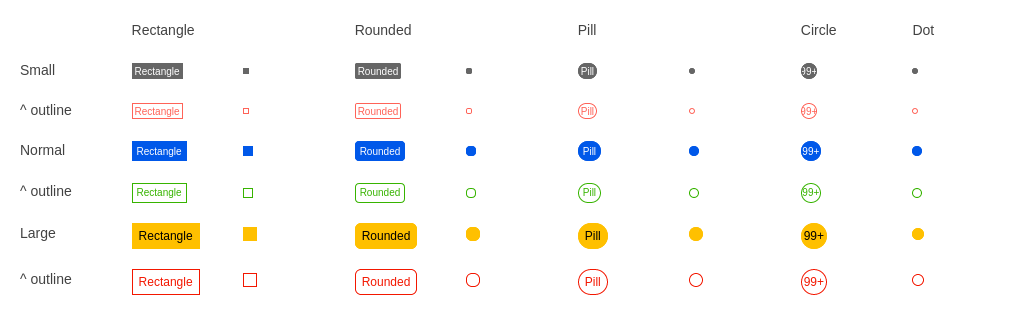 Rectangle Rounded Pill Circle Dot
Small Rectangle Rounded Pill 99+
^ outline Rectangle Rounded Pill 99+
Normal Rectangle Rounded Pill 99+
^ outline Rectangle Rounded Pill 99+
Large Rectangle Rounded Pill 99+
^ outline Rectangle Rounded Pill 99+